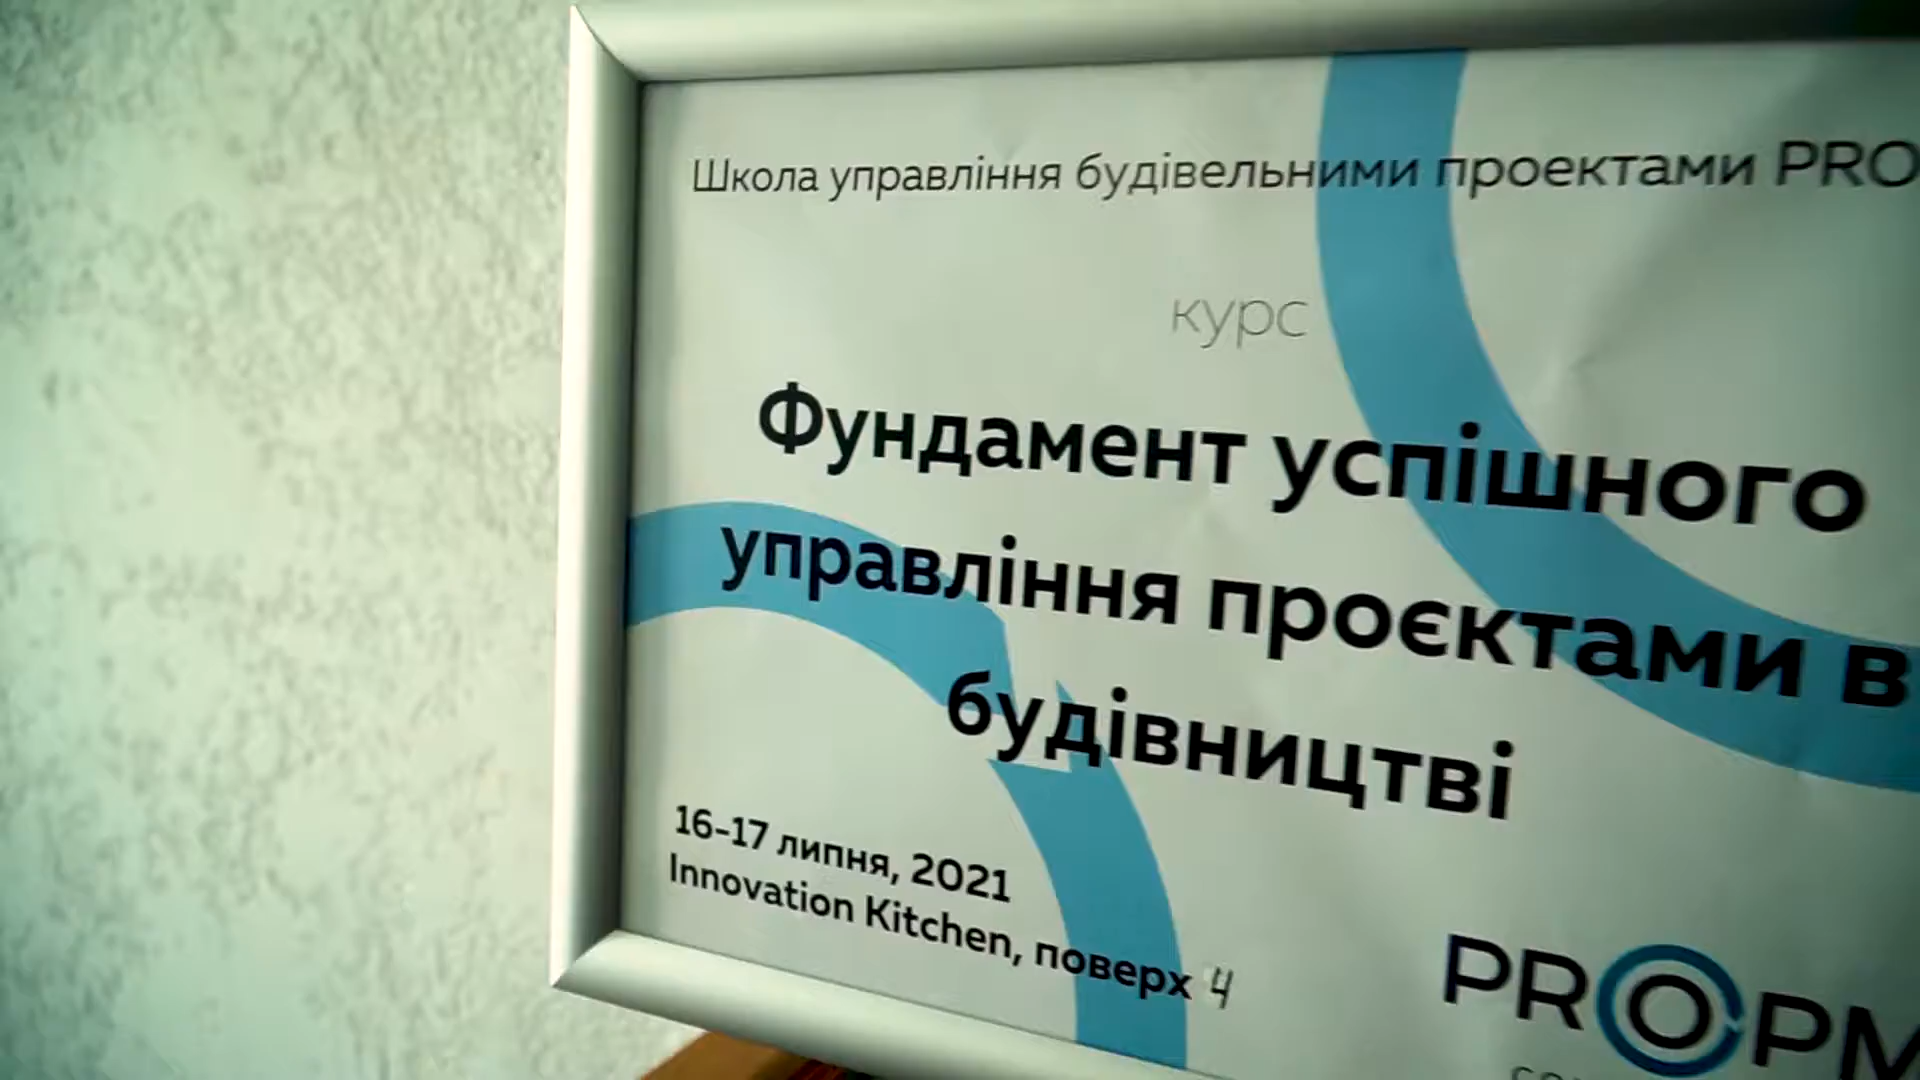 Школа управління будівельними проектами PRO
курс
Фундамент успішного
управління проєктами в
будівництві
16-17 липня, 2021
Innovation Kitchen, поверх 4
PROPM